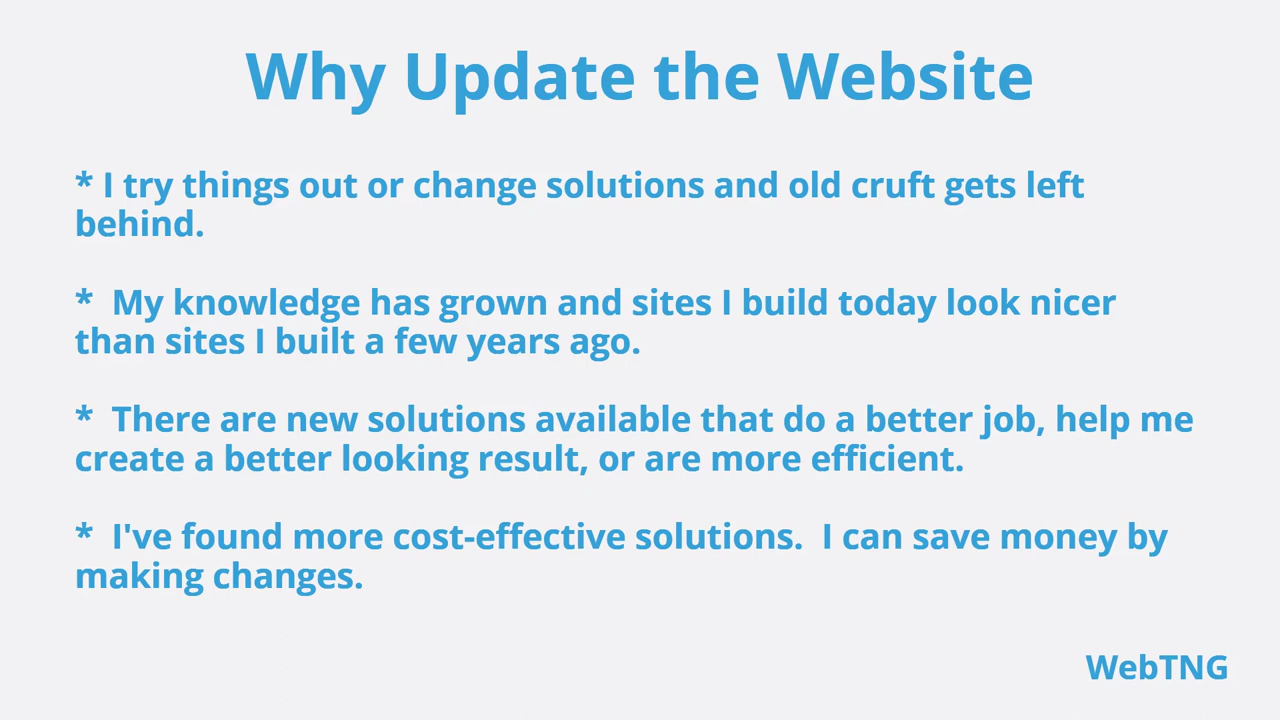 Why Update the Website
* I try things out or change solutions and old cruft gets left
behind.
*  My knowledge has grown and sites I build today look nicer
than sites I built a few years ago.
*  There are new solutions available that do a better job, help me
create a better looking result, or are more efficient.
*  I've found more cost-effective solutions.  I can save money by
making changes.
WebTNG